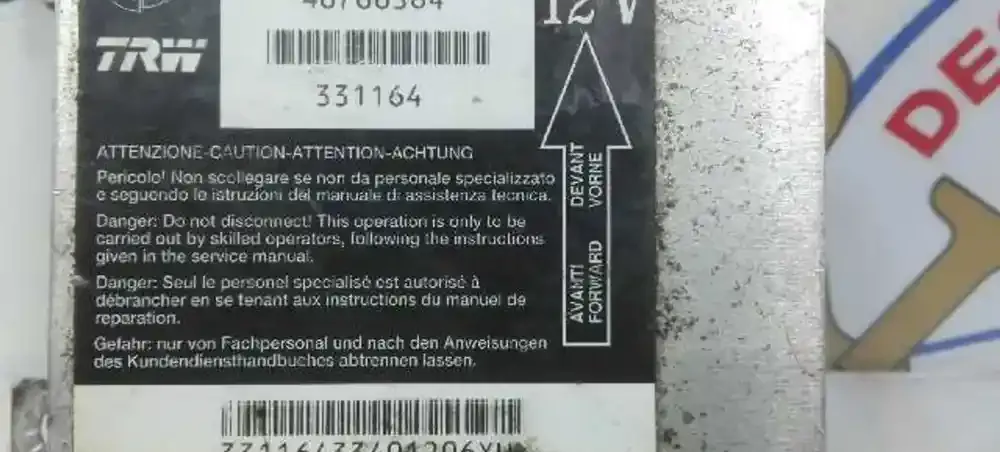 46766384
12 V
TRW
331164
ATTENZIONE-CAUTION-ATTENTION-ACHTUNG
Pericolo! Non scollegare se non da personale specializzato
e seguendo le istruzioni del manuale di assistenza tecnica.
Danger: Do not disconnect! This operation is only to be
carried out by skilled operators, following the instructions
given in the service manual.
Danger: Seul le personel specialisé est autorisé à
débrancher en se tenant aux instructions du manuel de
reparation.
Gefahr: nur von Fachpersonal und nach den Anweisungen
des Kundendiensthandbuches abtrennen lassen.
AVANTI DEVANT
FORWARD VORNE
DES